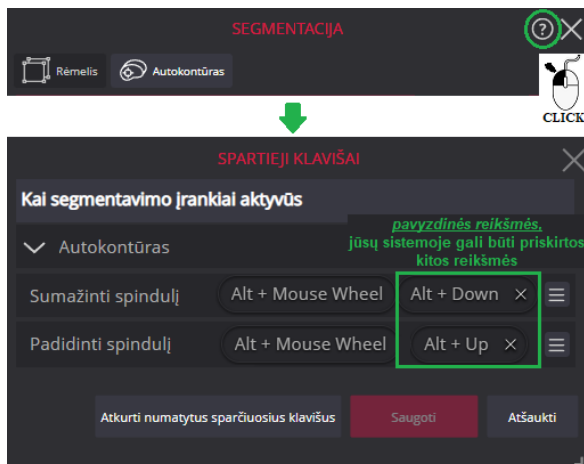 SEGMENTACIJA
?
Rėmelis
Autokontūras
CLICK
SPARTIEJI KLAVIŠAI
Kai segmentavimo įrankiai aktyvūs
pavyzdinės reikšmės,
jūsų sistemoje gali būti priskirtos
kitos reikšmės
Autokontūras
Sumažinti spindulį Alt + Mouse Wheel Alt + Down ×
Padidinti spindulį Alt + Mouse Wheel Alt + Up ×
Atkurti numatytus sparčiuosius klavišus Saugoti Atšaukti